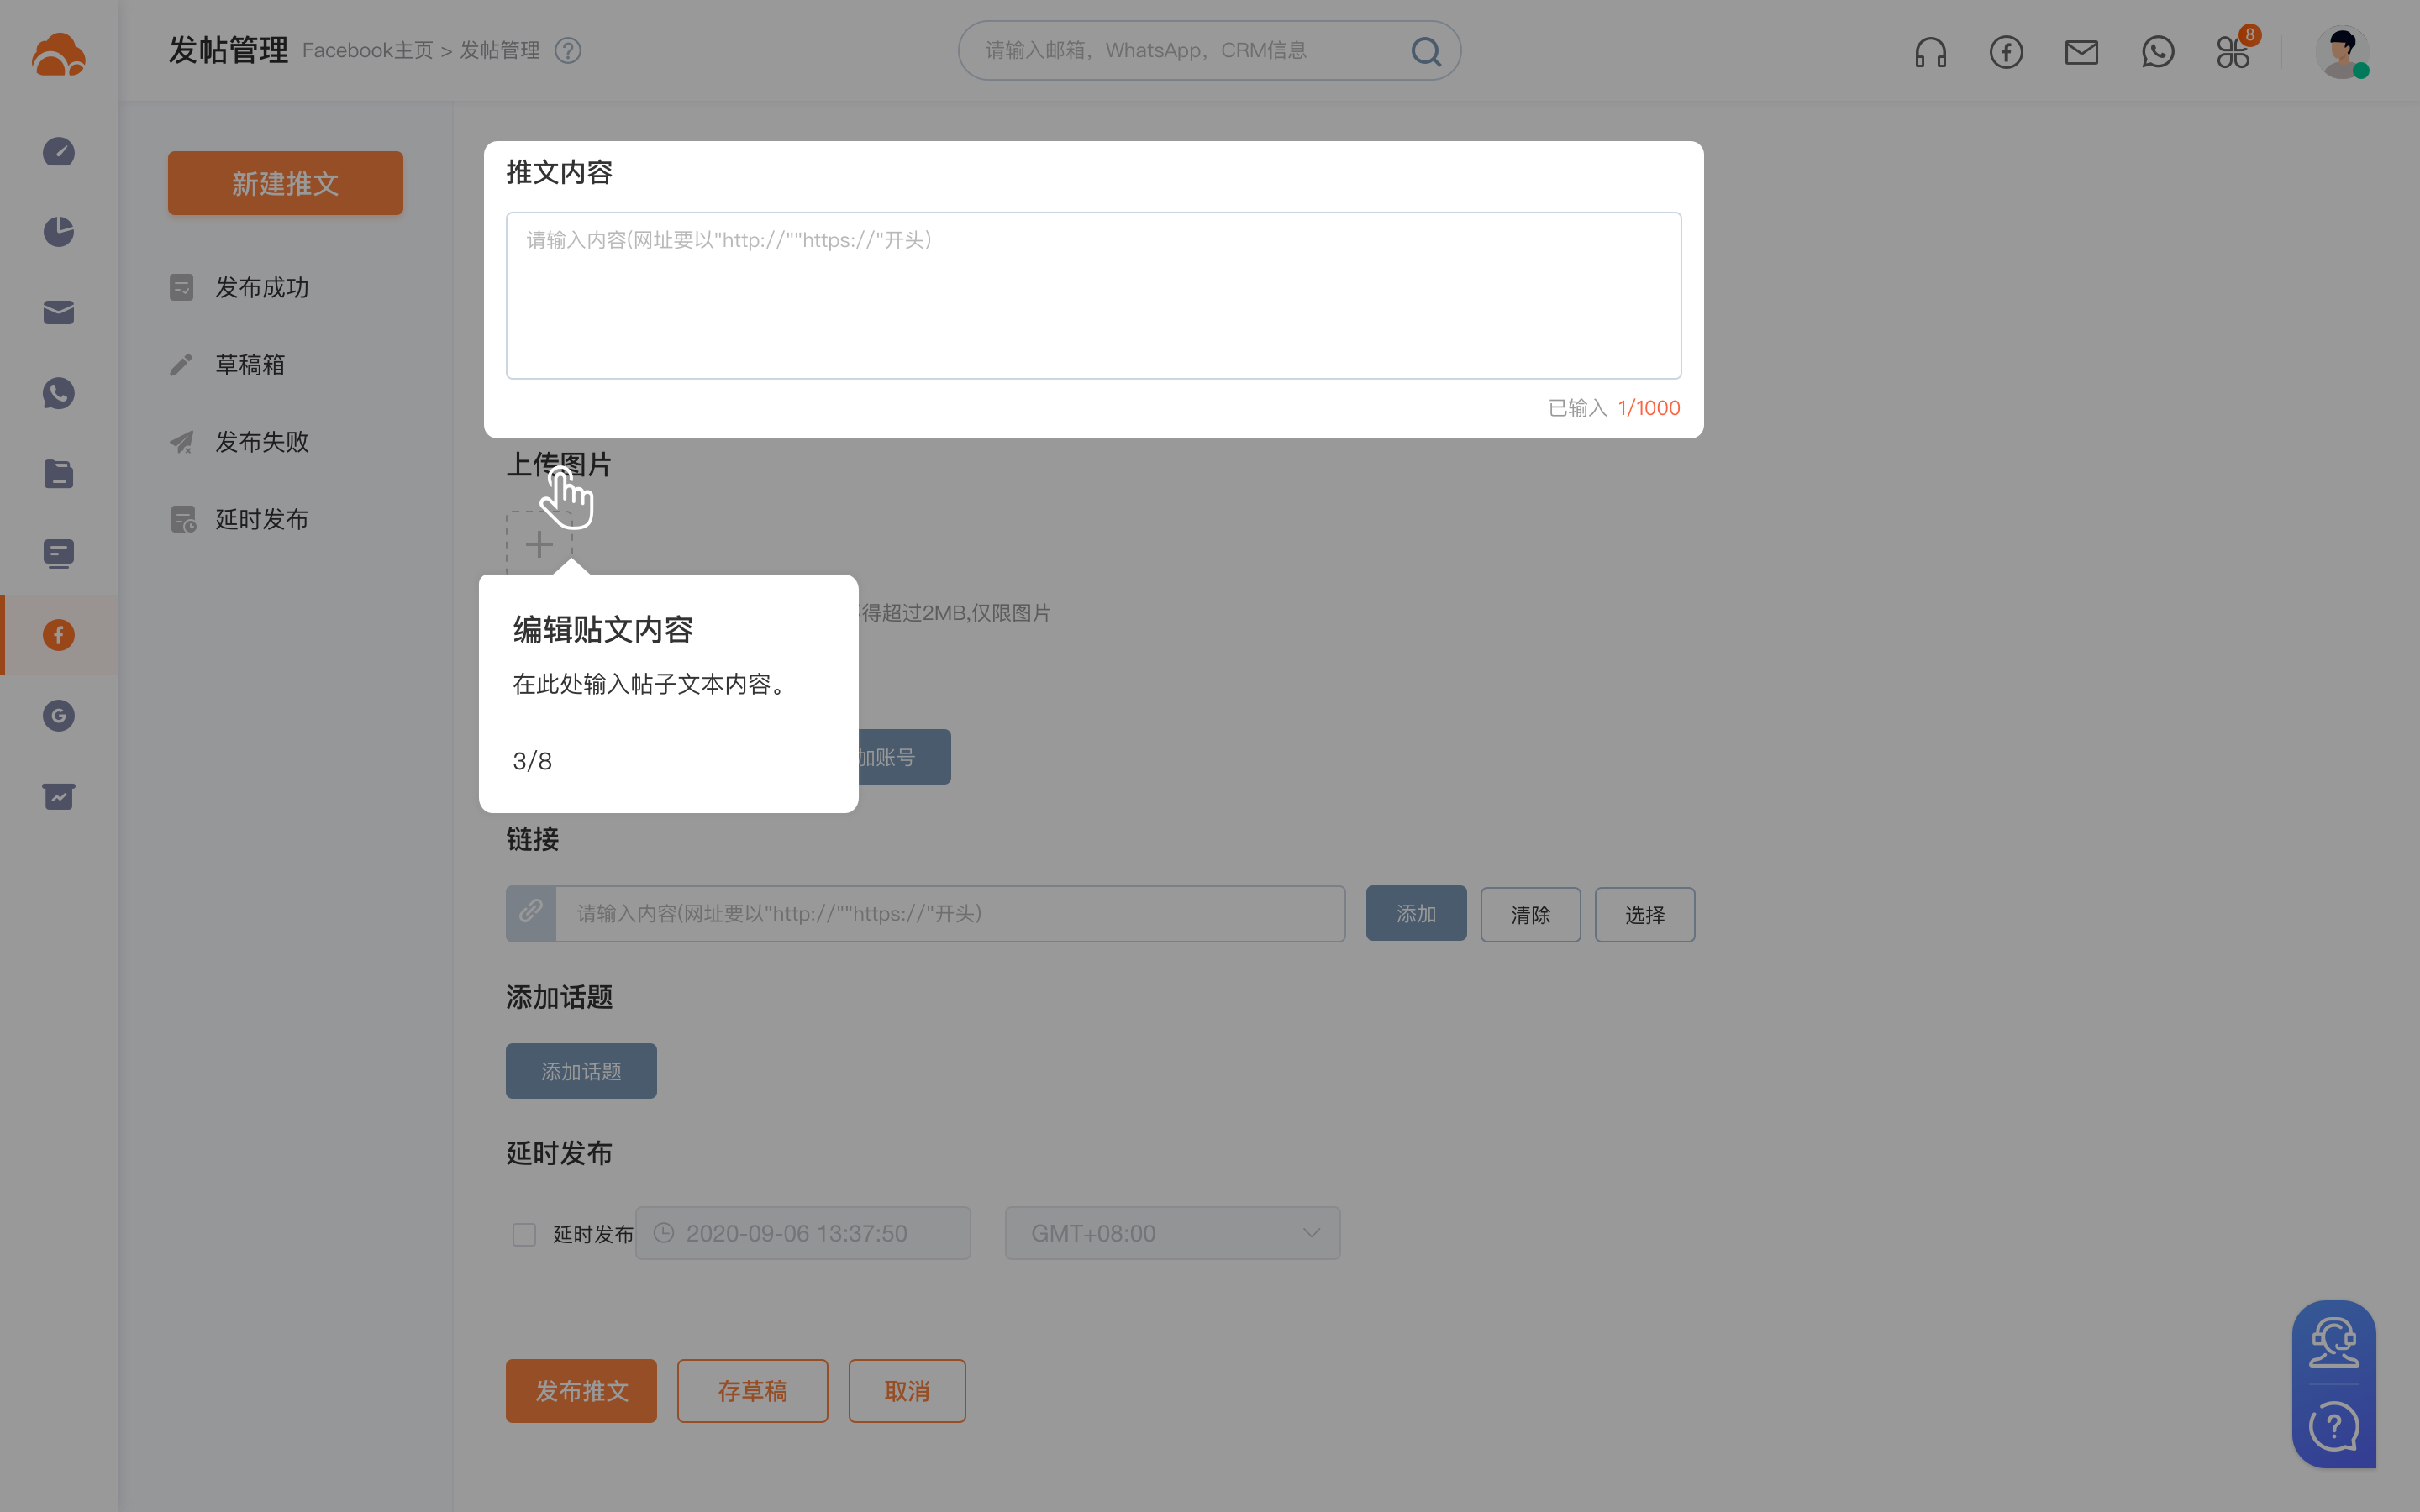 发帖管理 Facebook主页 > 发帖管理 ?
请输入邮箱，WhatsApp，CRM信息
8
新建推文
发布成功
草稿箱
发布失败
延时发布
推文内容
请输入内容(网址要以"http://""https://"开头)
已输入 1/1000
上传图片
得超过2MB,仅限图片
编辑贴文内容
在此处输入帖子文本内容。
3/8
加账号
链接
请输入内容(网址要以"http://""https://"开头)
添加 清除 选择
添加话题
添加话题
延时发布
延时发布 2020-09-06 13:37:50 GMT+08:00
发布推文 存草稿 取消